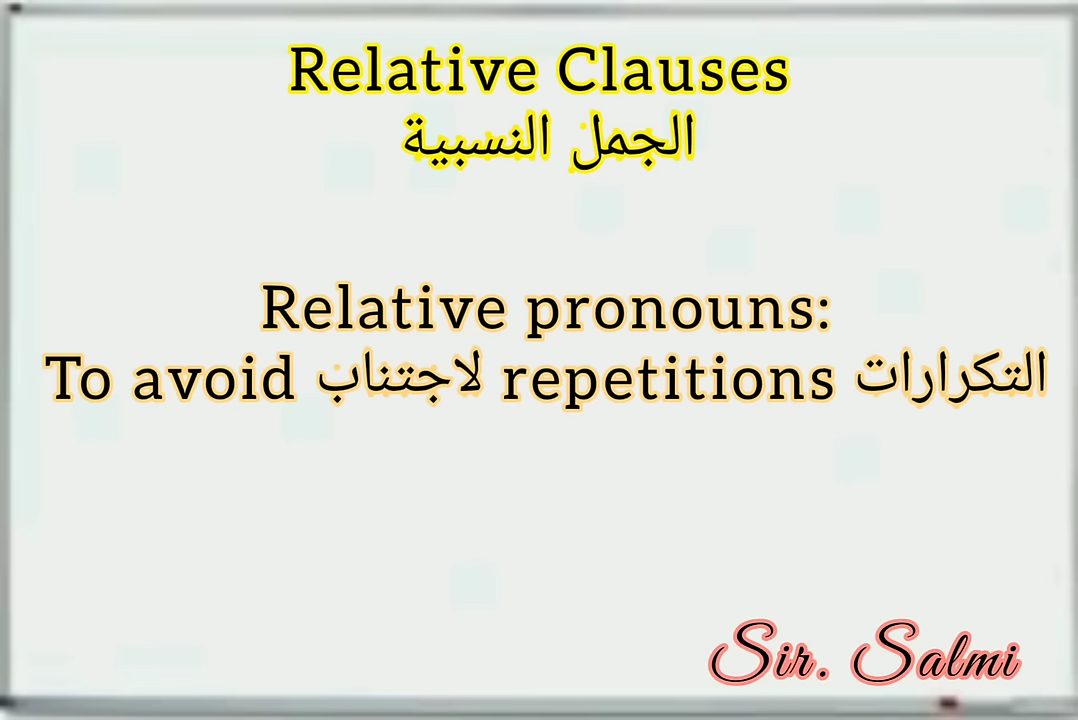 Relative Clauses
الجمل النسبية
Relative pronouns:
To avoid لاجتناب repetitions التكرارات
Sir. Salmi